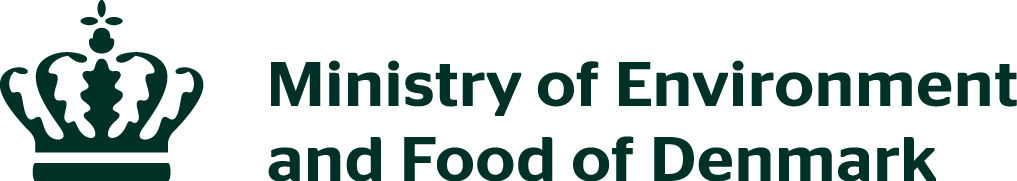 Ministry of Environment
and Food of Denmark